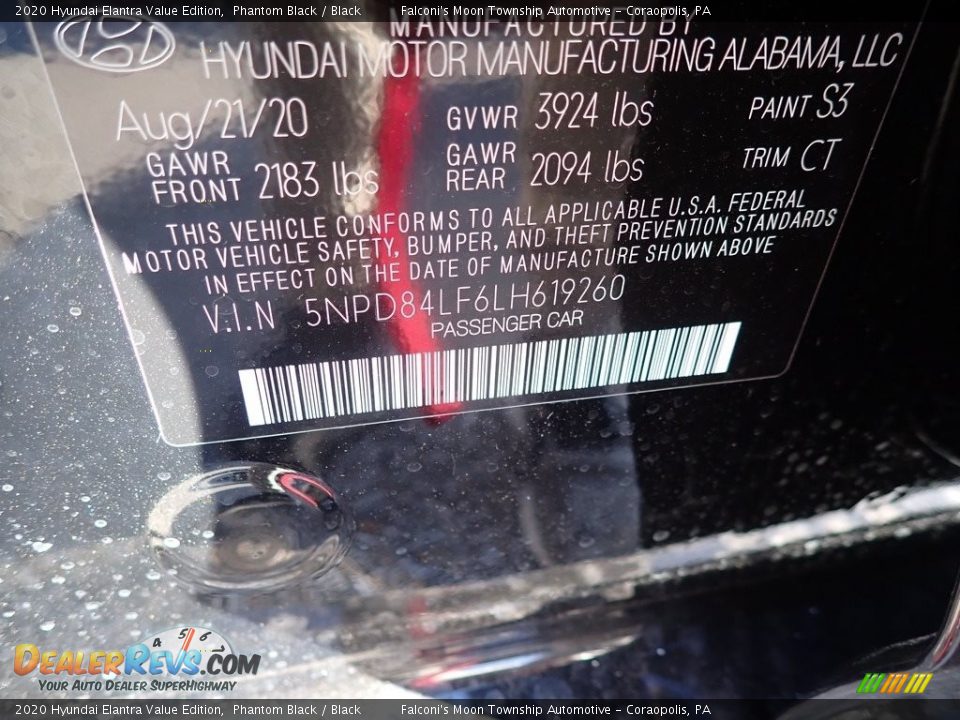 2020 Hyundai Elantra Value Edition, Phantom Black / Black Falconi's Moon Township Automotive - Coraopolis, PA
MANUFACTURED BY
HYUNDAI MOTOR MANUFACTURING ALABAMA, LLC
Aug/21/20 GVWR 3924 lbs PAINT S3
GAWR FRONT 2183 lbs GAWR REAR 2094 lbs TRIM CT
THIS VEHICLE CONFORMS TO ALL APPLICABLE U.S.A. FEDERAL
MOTOR VEHICLE SAFETY, BUMPER, AND THEFT PREVENTION STANDARDS
IN EFFECT ON THE DATE OF MANUFACTURE SHOWN ABOVE
V.I.N 5NPD84LF6LH619260
PASSENGER CAR
4 5 6
DEALERREVS.COM
YOUR AUTO DEALER SUPERHIGHWAY
2020 Hyundai Elantra Value Edition, Phantom Black / Black Falconi's Moon Township Automotive - Coraopolis, PA